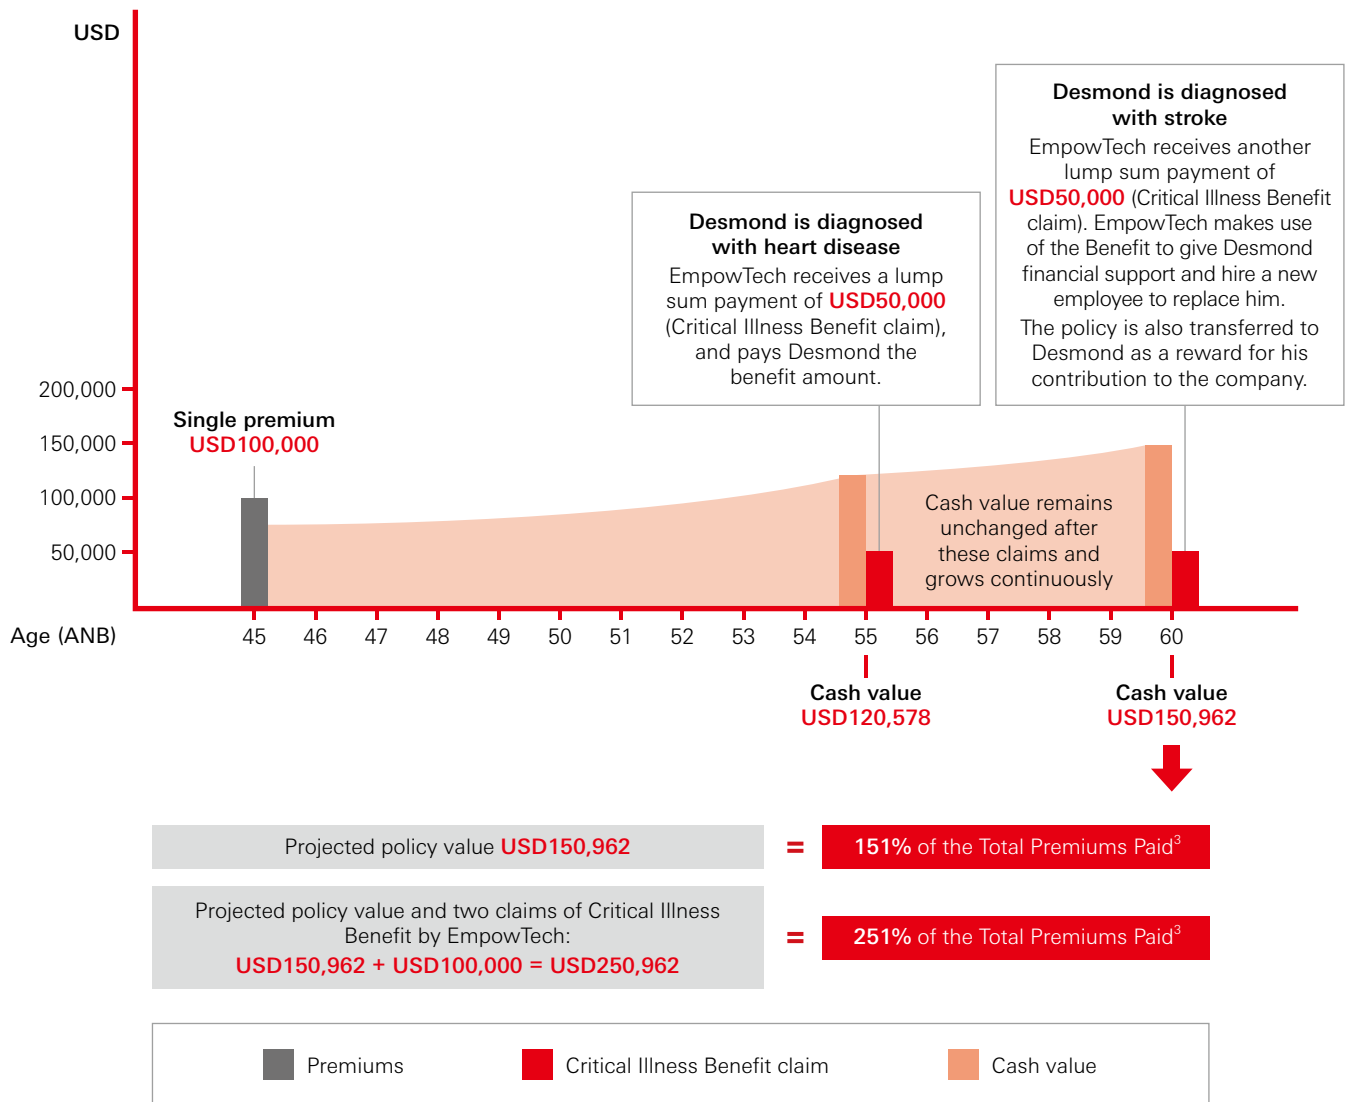 USD
Desmond is diagnosed
with stroke
EmpowTech receives another
lump sum payment of
USD50,000 (Critical Illness Benefit
claim). EmpowTech makes use
of the Benefit to give Desmond
financial support and hire a new
employee to replace him.
The policy is also transferred to
Desmond as a reward for his
contribution to the company.
Desmond is diagnosed
with heart disease
EmpowTech receives a lump
sum payment of USD50,000
(Critical Illness Benefit claim),
and pays Desmond the
benefit amount.
200,000
150,000
100,000
50,000
Single premium
USD100,000
Cash value remains
unchanged after
these claims and
grows continuously
Age (ANB)
45 46 47 48 49 50 51 52 53 54 55 56 57 58 59 60
Cash value
USD120,578
Cash value
USD150,962
Projected policy value USD150,962
=
151% of the Total Premiums Paid³
Projected policy value and two claims of Critical Illness
Benefit by EmpowTech:
USD150,962 + USD100,000 = USD250,962
=
251% of the Total Premiums Paid³
Premiums
Critical Illness Benefit claim
Cash value